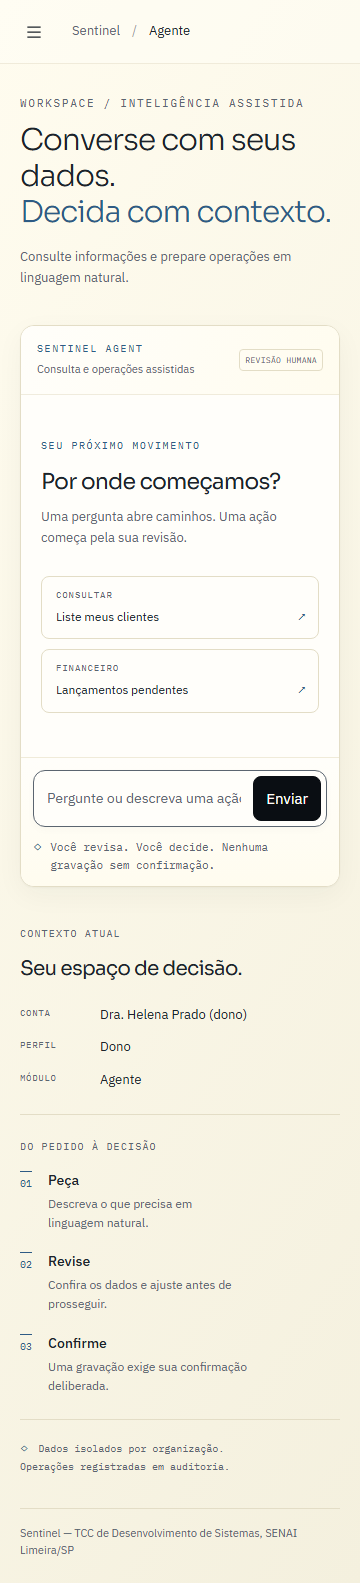 Sentinel / Agente
WORKSPACE / INTELIGÊNCIA ASSISTIDA
Converse com seus
dados.
Decida com contexto.
Consulte informações e prepare operações em
linguagem natural.
SENTINEL AGENT
Consulta e operações assistidas
REVISÃO HUMANA
SEU PRÓXIMO MOVIMENTO
Por onde começamos?
Uma pergunta abre caminhos. Uma ação
começa pela sua revisão.
CONSULTAR
Liste meus clientes ↗
FINANCEIRO
Lançamentos pendentes ↗
Pergunte ou descreva uma ação
Enviar
◇ Você revisa. Você decide. Nenhuma
gravação sem confirmação.
CONTEXTO ATUAL
Seu espaço de decisão.
CONTA Dra. Helena Prado (dono)
PERFIL Dono
MÓDULO Agente
DO PEDIDO À DECISÃO
01 Peça
Descreva o que precisa em
linguagem natural.
02 Revise
Confira os dados e ajuste antes de
prosseguir.
03 Confirme
Uma gravação exige sua confirmação
deliberada.
◇ Dados isolados por organização.
Operações registradas em auditoria.
Sentinel — TCC de Desenvolvimento de Sistemas, SENAI
Limeira/SP